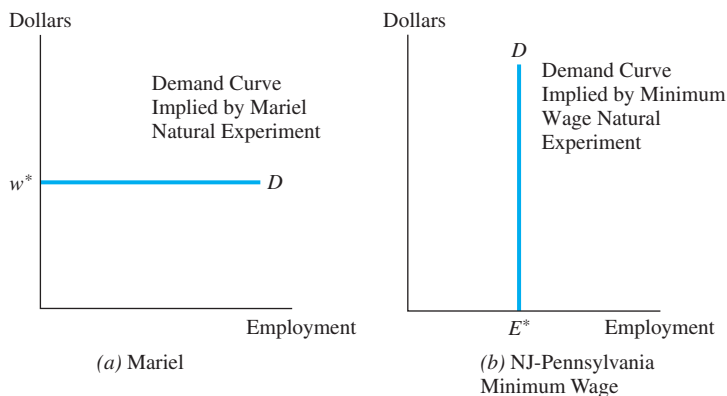 Dollars
Demand Curve
Implied by Mariel
Natural Experiment
w*
D
Employment
(a) Mariel
Dollars
D
Demand Curve
Implied by Minimum
Wage Natural
Experiment
E*
Employment
(b) NJ-Pennsylvania
Minimum Wage